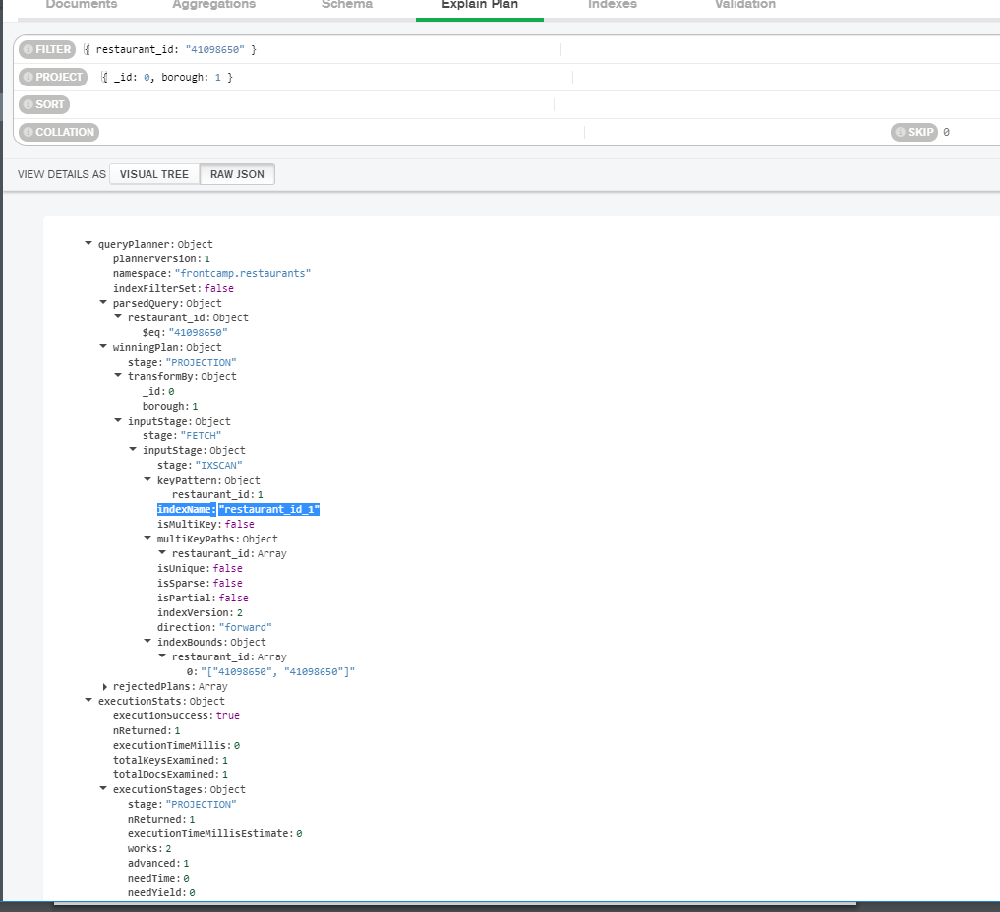 Documents Aggregations Schema Explain Plan Indexes Validation
FILTER { restaurant_id: "41098650" }
PROJECT { _id: 0, borough: 1 }
SORT
COLLATION SKIP 0
VIEW DETAILS AS VISUAL TREE RAW JSON
queryPlanner: Object
plannerVersion: 1
namespace: "frontcamp.restaurants"
indexFilterSet: false
parsedQuery: Object
restaurant_id: Object
$eq: "41098650"
winningPlan: Object
stage: "PROJECTION"
transformBy: Object
_id: 0
borough: 1
inputStage: Object
stage: "FETCH"
inputStage: Object
stage: "IXSCAN"
keyPattern: Object
restaurant_id: 1
indexName: "restaurant_id_1"
isMultiKey: false
multiKeyPaths: Object
restaurant_id: Array
isUnique: false
isSparse: false
isPartial: false
indexVersion: 2
direction: "forward"
indexBounds: Object
restaurant_id: Array
0: "["41098650", "41098650"]"
rejectedPlans: Array
executionStats: Object
executionSuccess: true
nReturned: 1
executionTimeMillis: 0
totalKeysExamined: 1
totalDocsExamined: 1
executionStages: Object
stage: "PROJECTION"
nReturned: 1
executionTimeMillisEstimate: 0
works: 2
advanced: 1
needTime: 0
needYield: 0